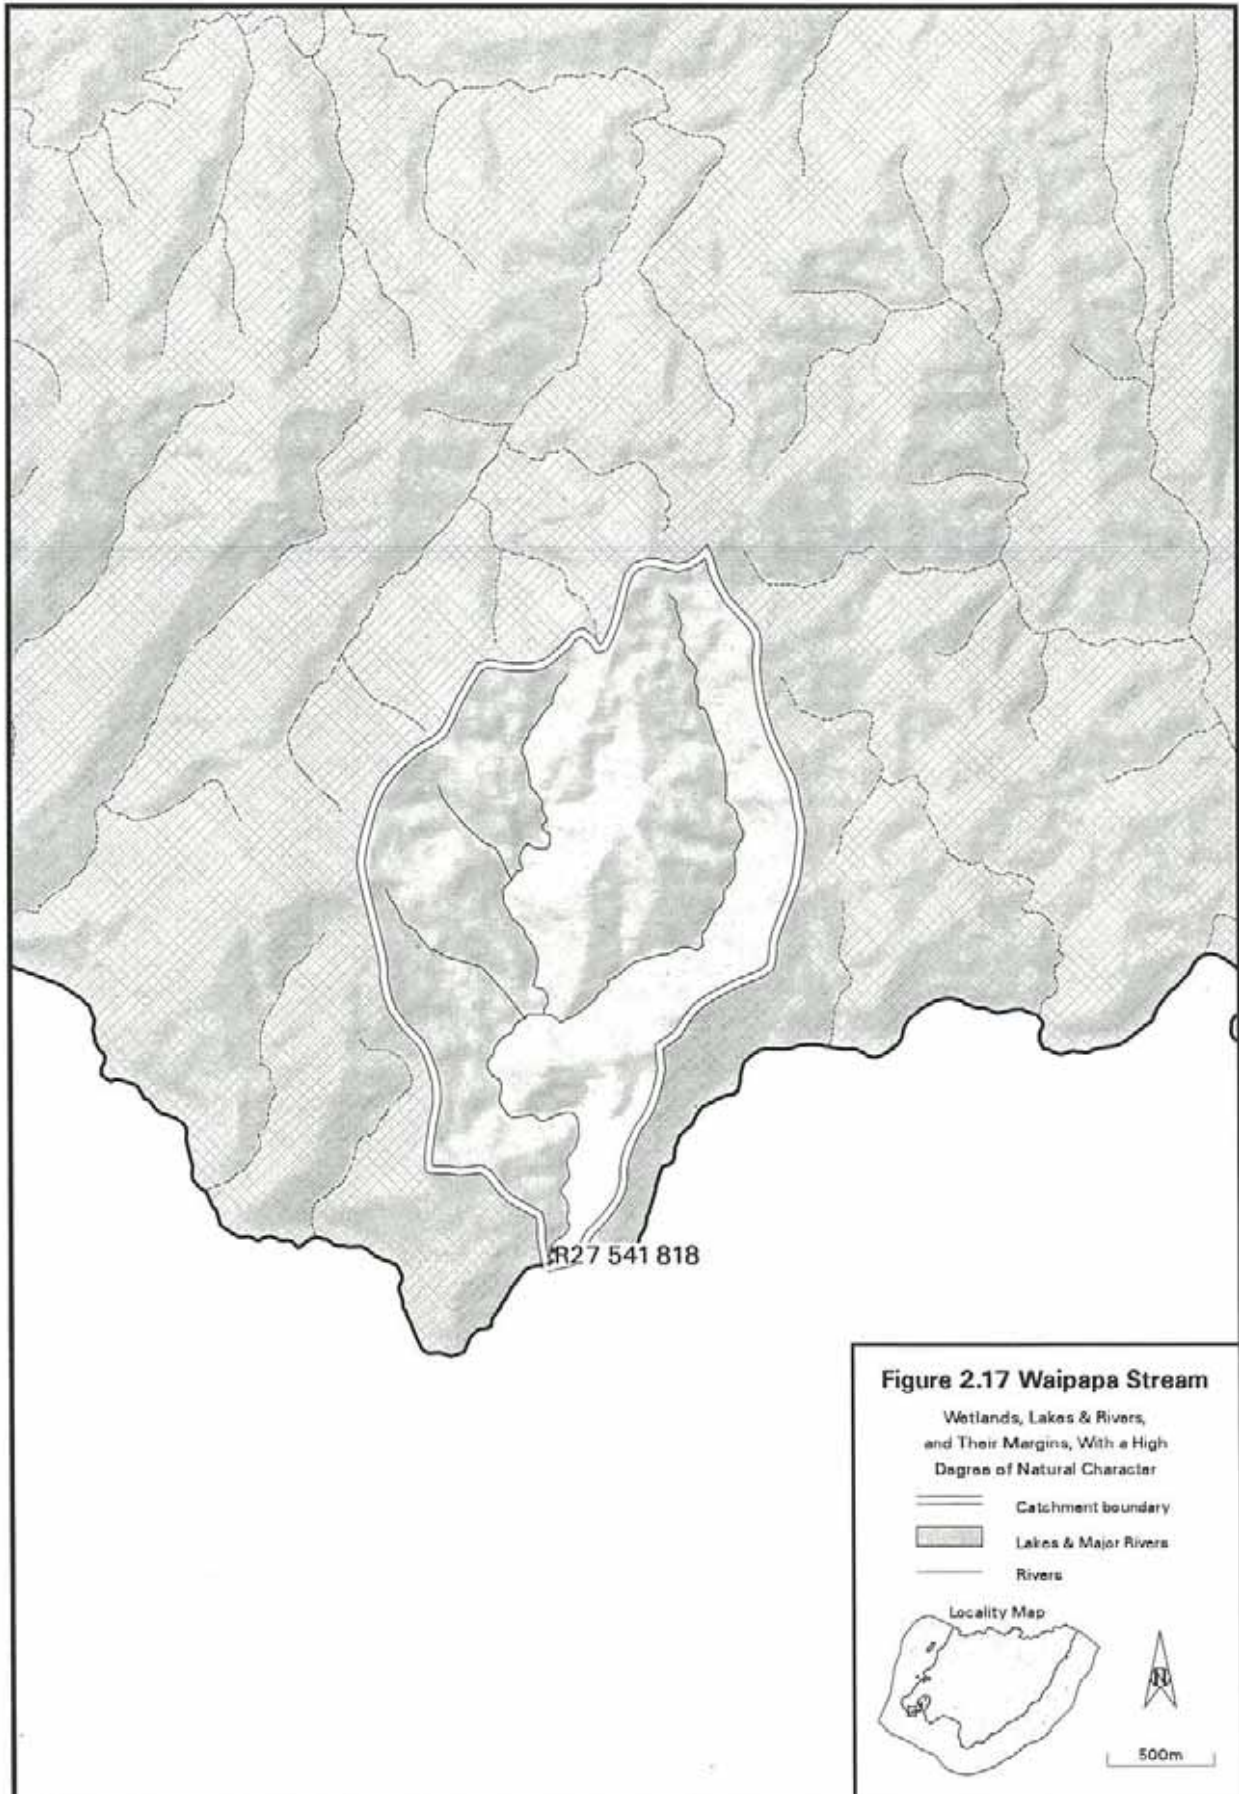 R27 541 818
Figure 2.17 Waipapa Stream
Wetlands, Lakes & Rivers,
and Their Margins, With a High
Degree of Natural Character
Catchment boundary
Lakes & Major Rivers
Rivers
Locality Map
N
500m